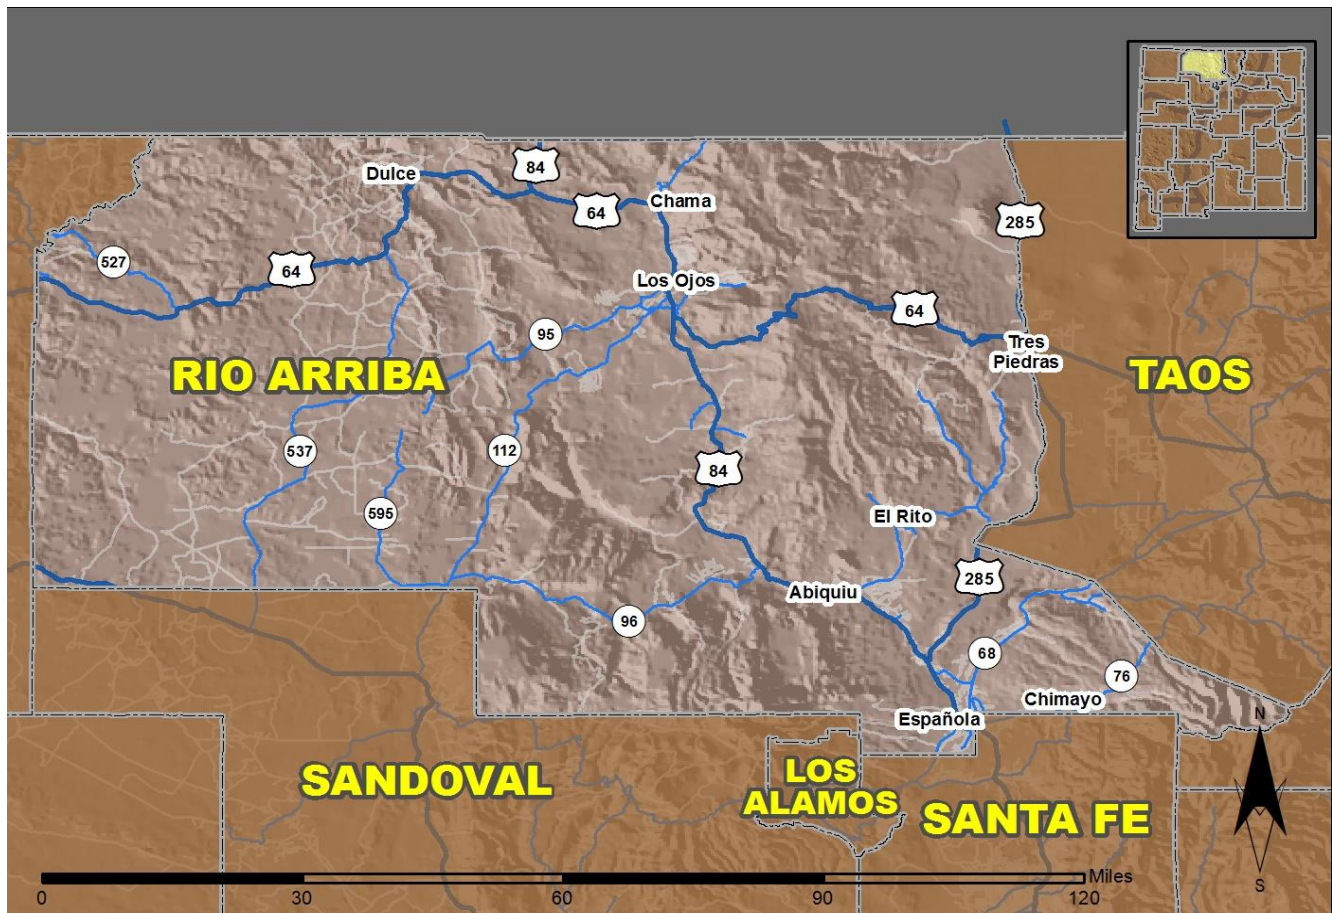 84
Dulce
Chama
64
285
527
64
Los Ojos
64
95
Tres
Piedras
RIO ARRIBA
TAOS
537
112
84
595
El Rito
285
Abiquiu
96
68
76
Chimayo
Española
N
LOS
ALAMOS
SANDOVAL
SANTA FE
Miles
S
0
30
60
90
120